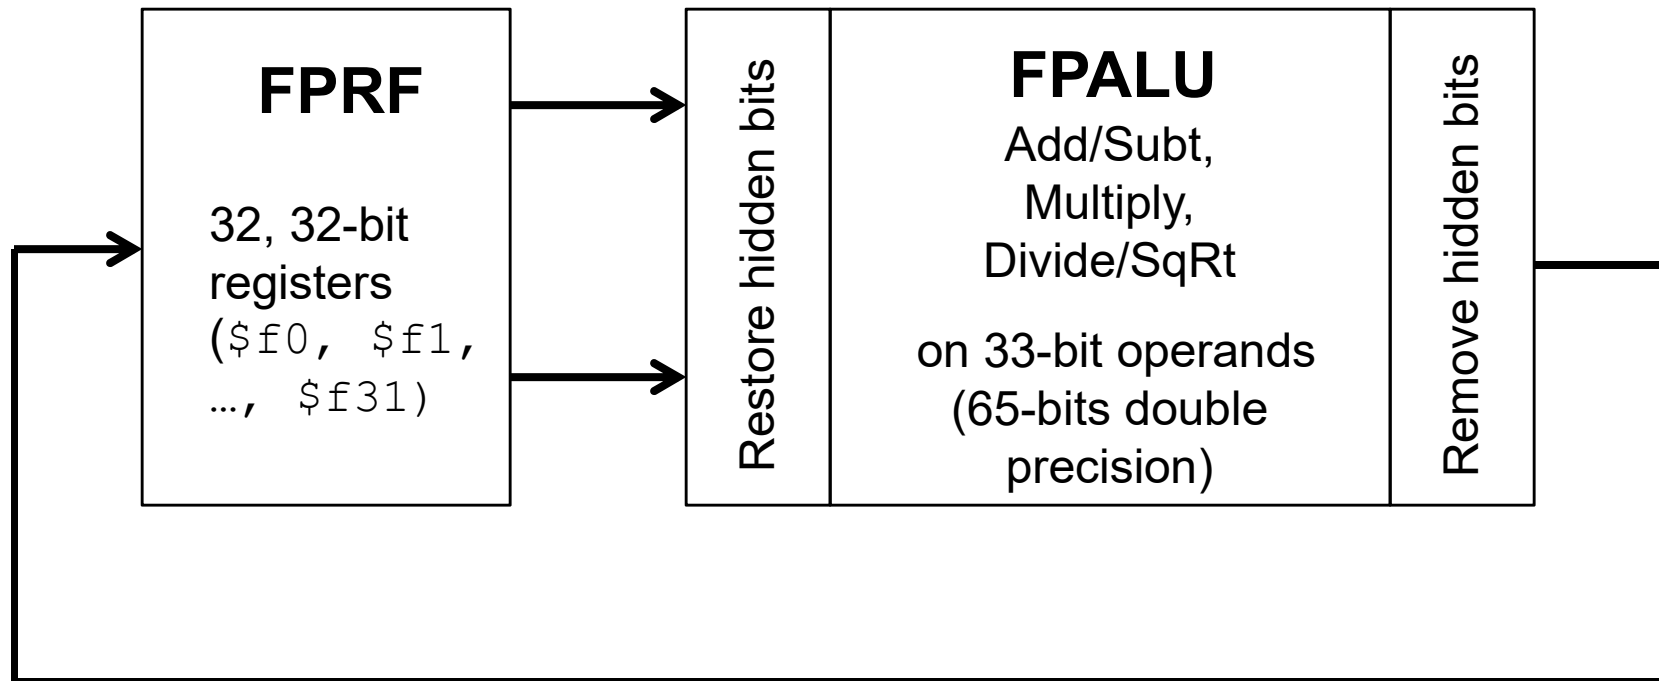 FPRF
32, 32-bit
registers
($f0, $f1,
…, $f31)
Restore hidden bits
FPALU
Add/Subt,
Multiply,
Divide/SqRt
on 33-bit operands
(65-bits double
precision)
Remove hidden bits